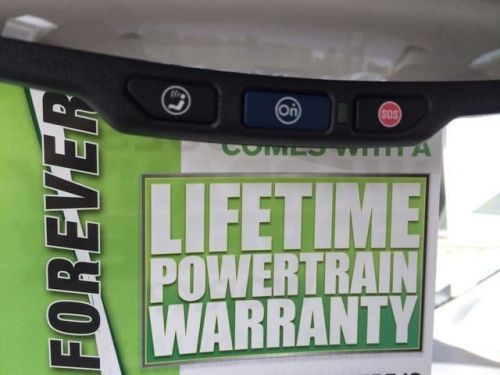 On
SOS
FOREVER
COMES WITH A
LIFETIME
POWERTRAIN
WARRANTY